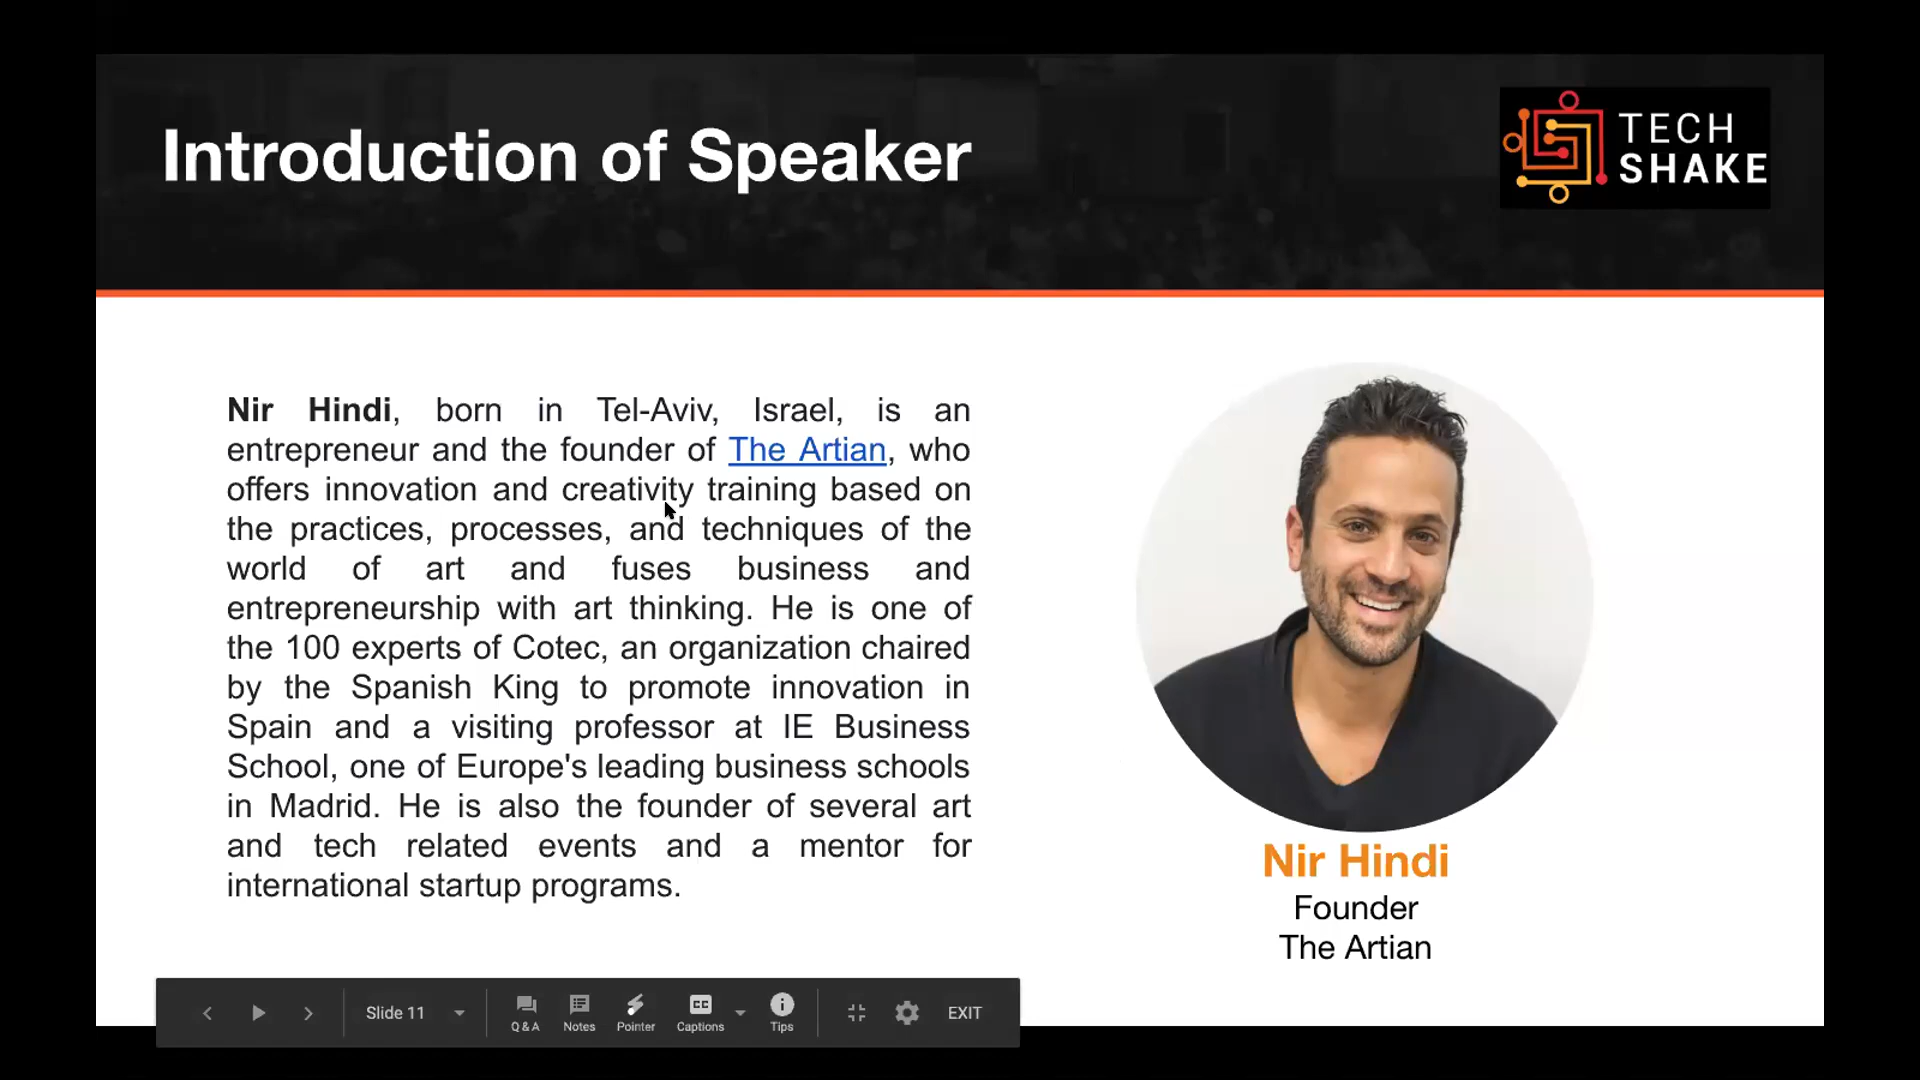 Introduction of Speaker
TECH
SHAKE
Nir Hindi, born in Tel-Aviv, Israel, is an
entrepreneur and the founder of The Artian, who
offers innovation and creativity training based on
the practices, processes, and techniques of the
world of art and fuses business and
entrepreneurship with art thinking. He is one of
the 100 experts of Cotec, an organization chaired
by the Spanish King to promote innovation in
Spain and a visiting professor at IE Business
School, one of Europe's leading business schools
in Madrid. He is also the founder of several art
and tech related events and a mentor for
international startup programs.
Nir Hindi
Founder
The Artian
Slide 11
Q & A
Notes
Pointer
CC
Captions
Tips
EXIT